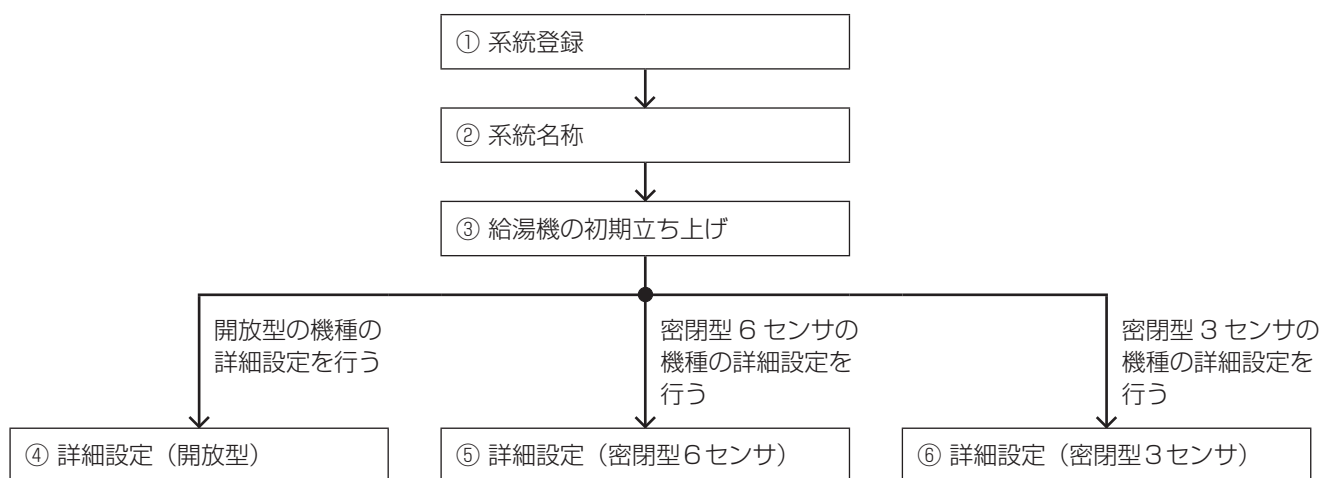 ① 系統登録
② 系統名称
③ 給湯機の初期立ち上げ
開放型の機種の
詳細設定を行う
密閉型 6 センサの
機種の詳細設定を
行う
密閉型 3 センサの
機種の詳細設定を
行う
④ 詳細設定（開放型）
⑤ 詳細設定（密閉型６センサ）
⑥ 詳細設定（密閉型３センサ）